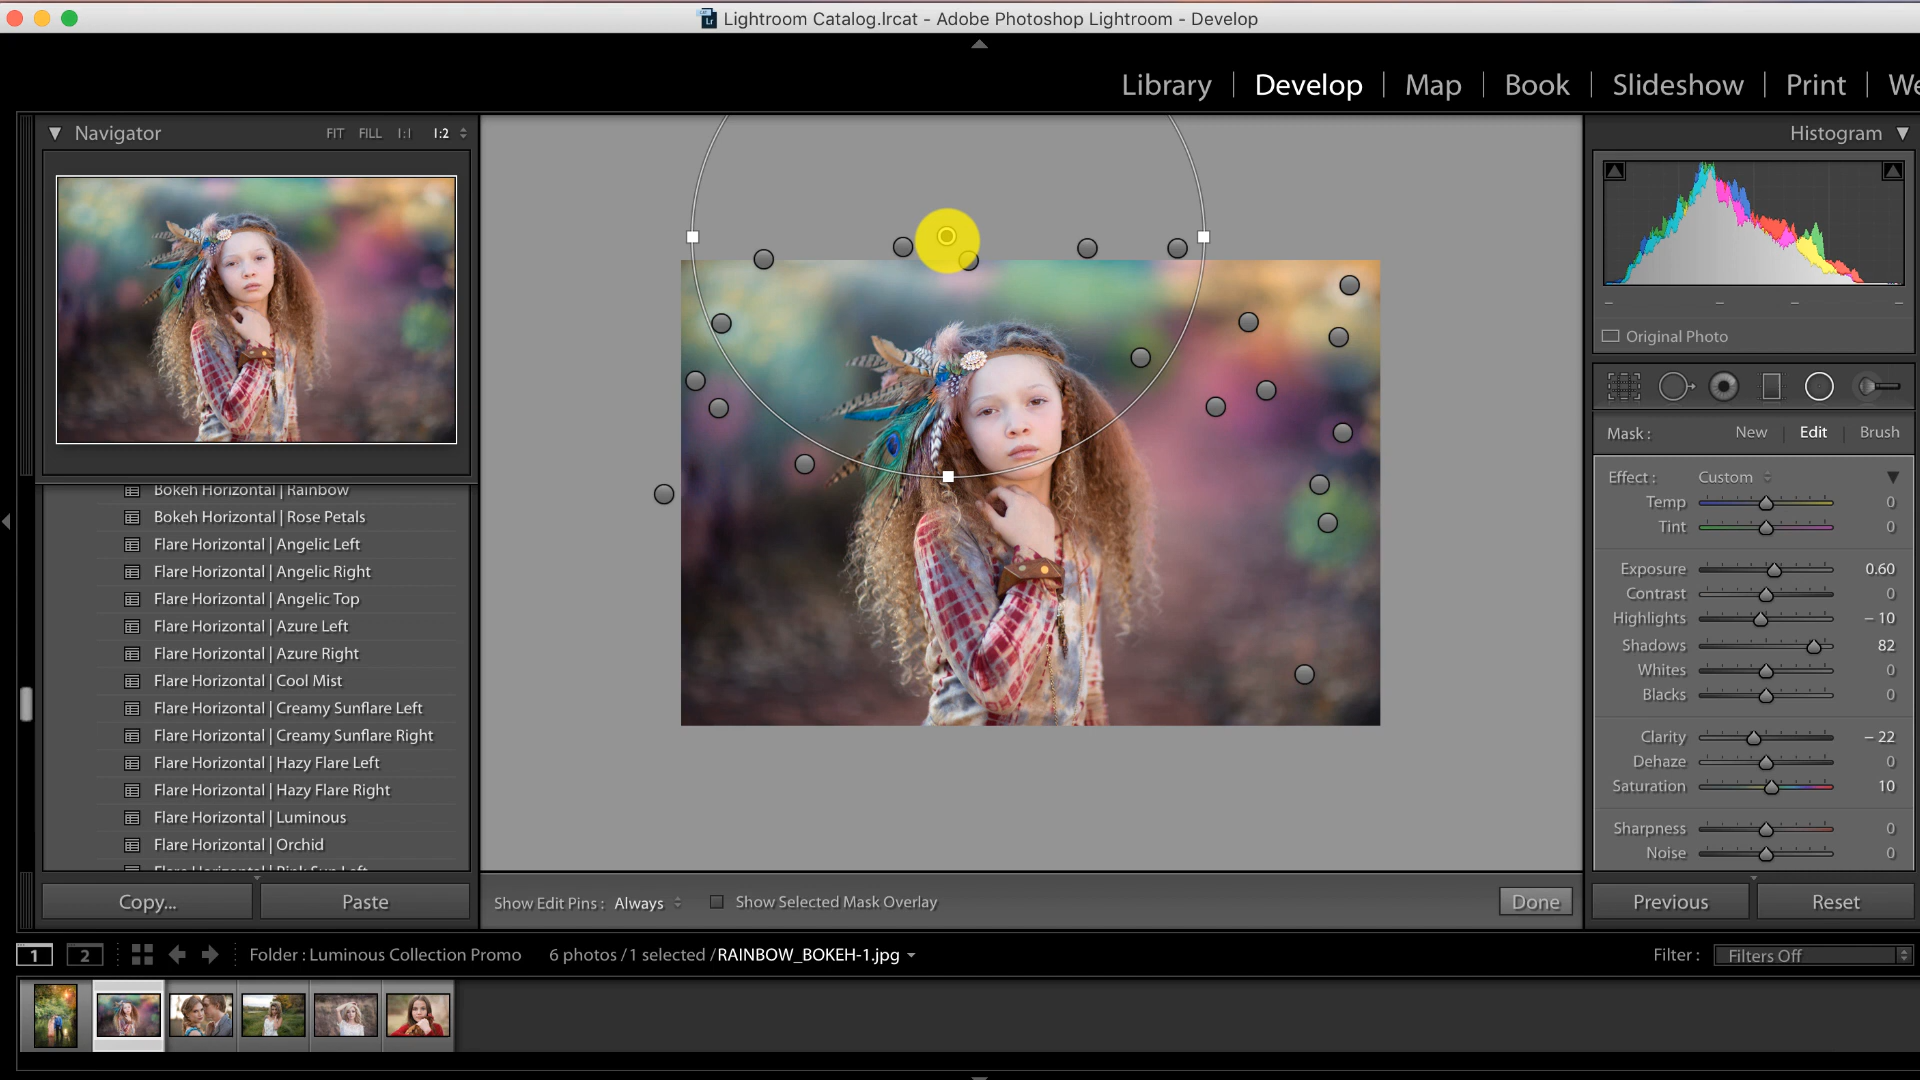 Lightroom Catalog.lrcat - Adobe Photoshop Lightroom - Develop
Library | Develop | Map | Book | Slideshow | Print |
Navigator FIT FILL 1:1 1:2
Histogram
Original Photo
Mask : New Edit Brush
Effect : Custom
Temp 0
Tint 0
Exposure 0.60
Contrast 0
Highlights – 10
Shadows 82
Whites 0
Blacks 0
Clarity – 22
Dehaze 0
Saturation 10
Sharpness 0
Noise 0
Bokeh Horizontal | Rainbow
Bokeh Horizontal | Rose Petals
Flare Horizontal | Angelic Left
Flare Horizontal | Angelic Right
Flare Horizontal | Angelic Top
Flare Horizontal | Azure Left
Flare Horizontal | Azure Right
Flare Horizontal | Cool Mist
Flare Horizontal | Creamy Sunflare Left
Flare Horizontal | Creamy Sunflare Right
Flare Horizontal | Hazy Flare Left
Flare Horizontal | Hazy Flare Right
Flare Horizontal | Luminous
Flare Horizontal | Orchid
Copy... Paste
Show Edit Pins : Always Show Selected Mask Overlay Done
Previous Reset
1 2 Folder : Luminous Collection Promo 6 photos / 1 selected / RAINBOW_BOKEH-1.jpg
Filter : Filters Off